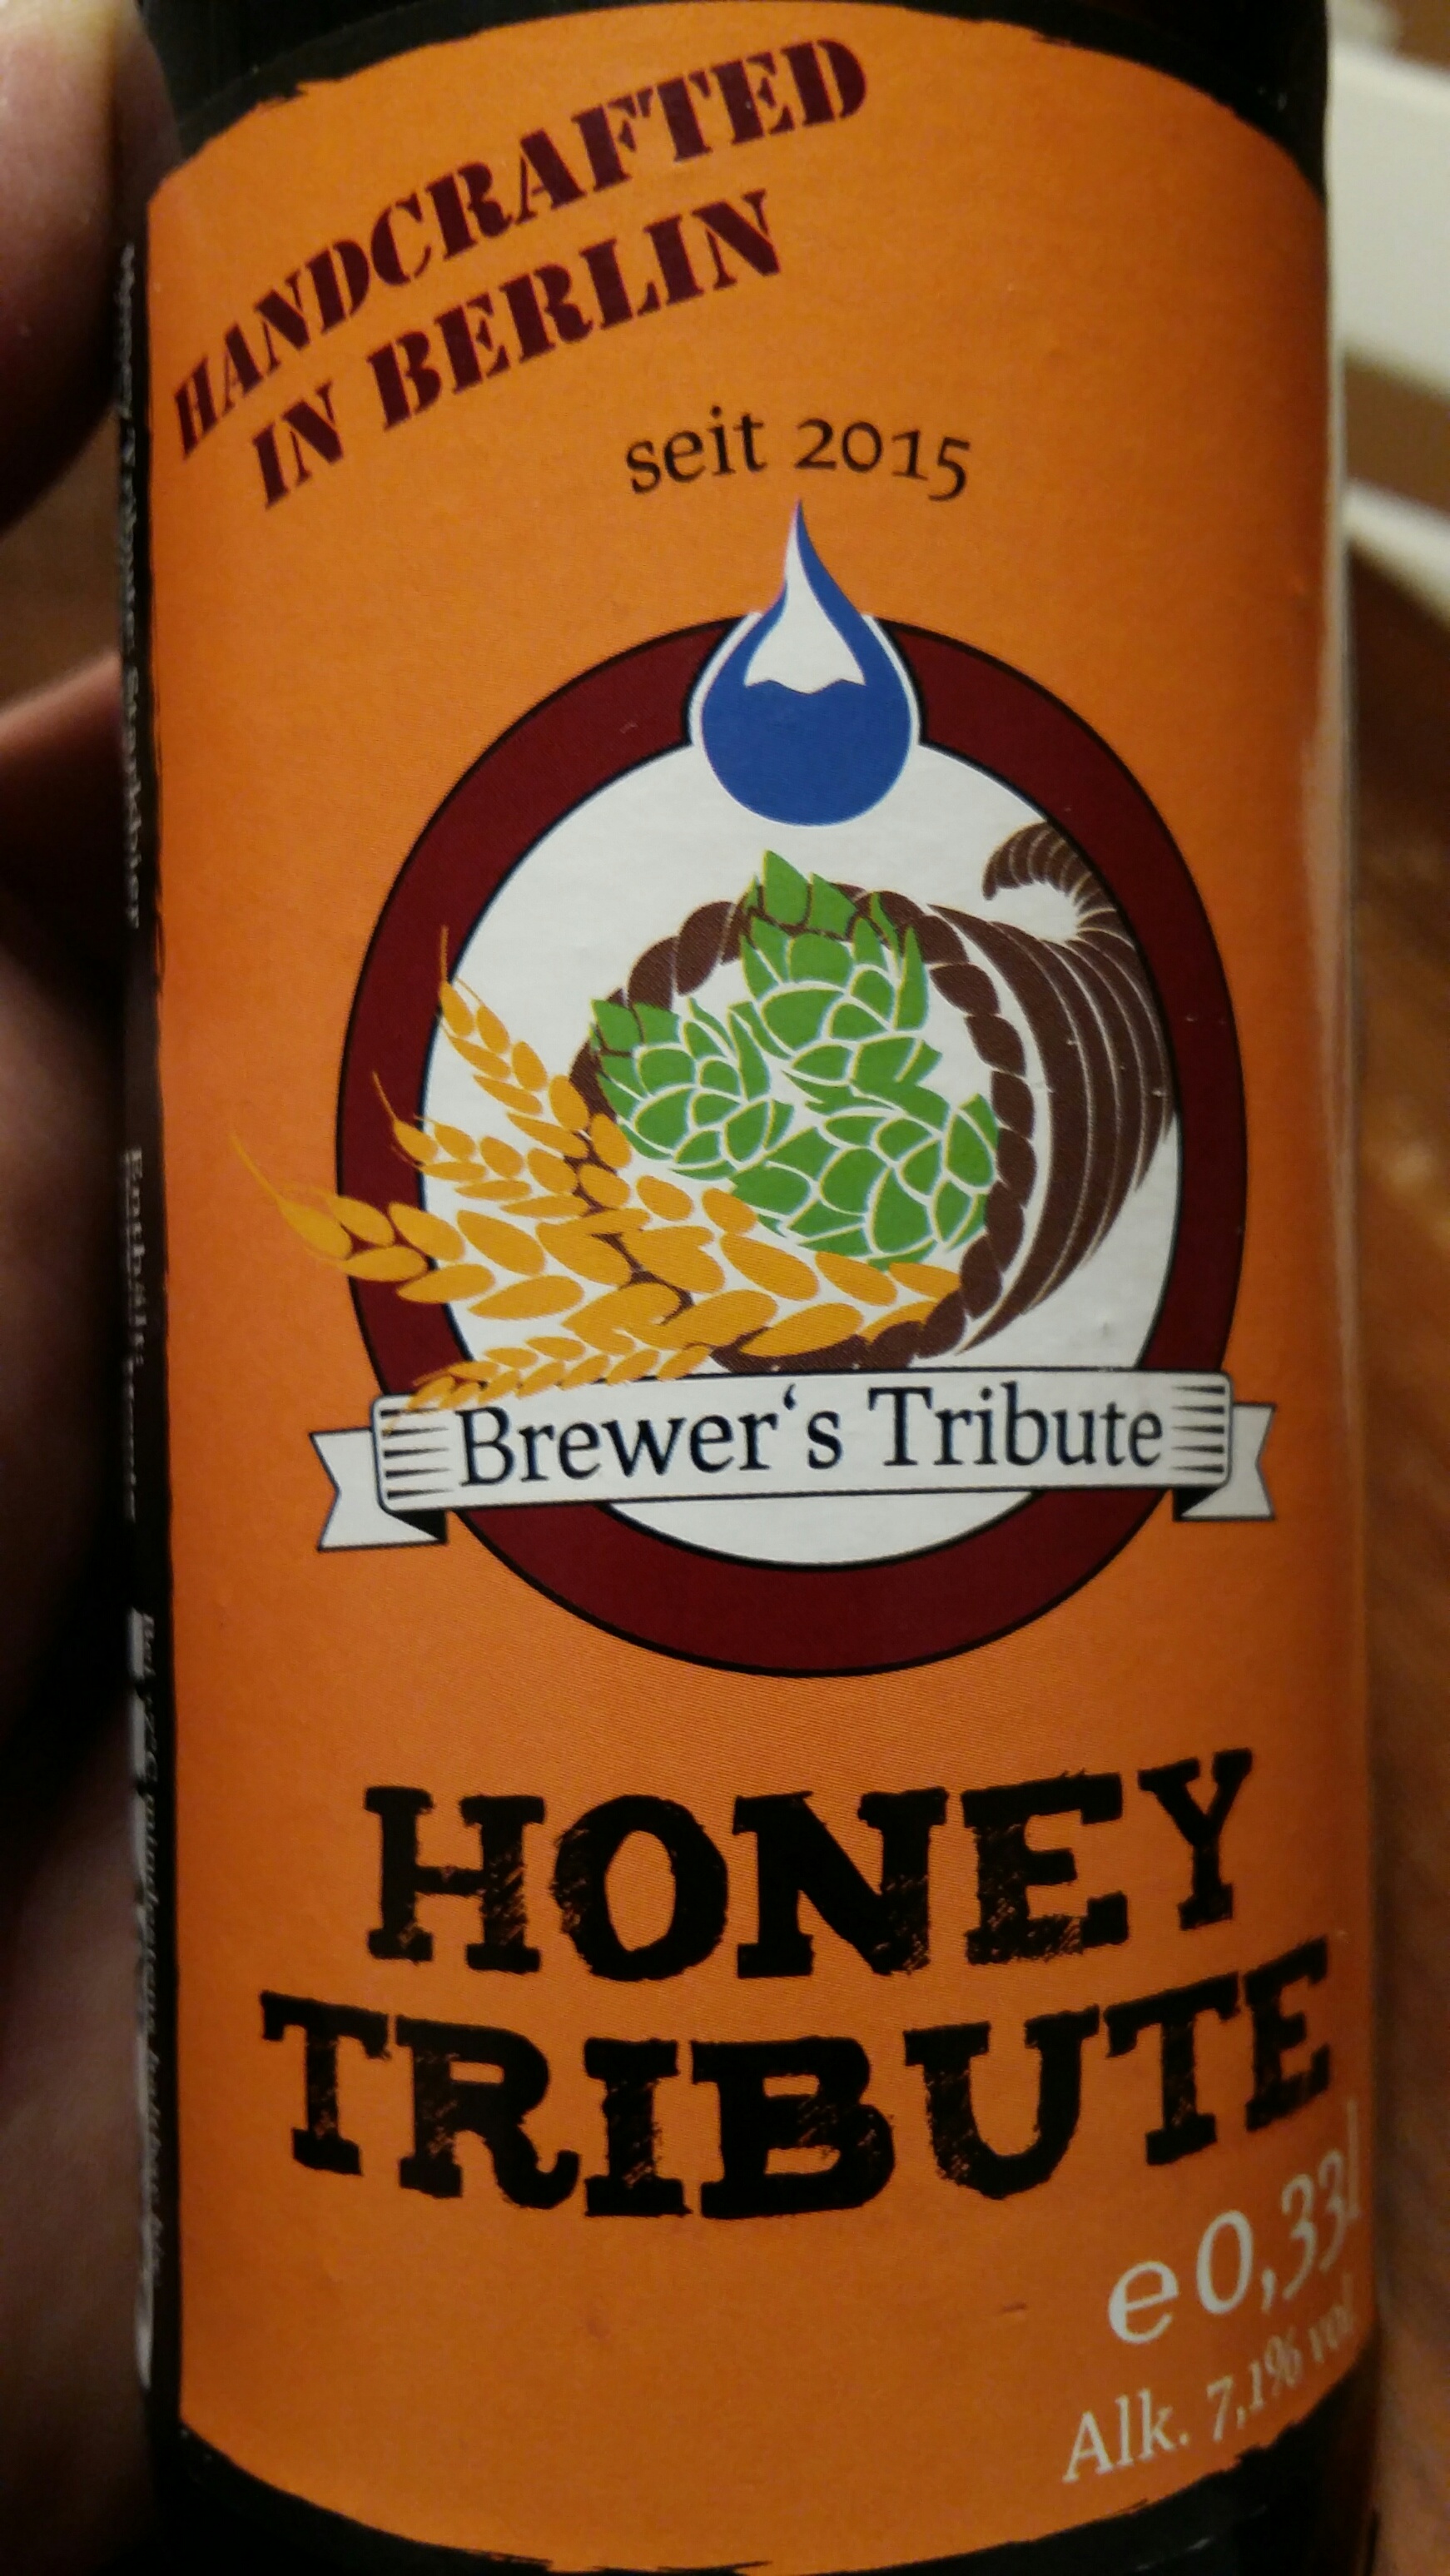 HANDCRAFTED
IN BERLIN
seit 2015
Brewer‘s Tribute
HONEY
TRIBUTE
e 0,33l
Alk. 7,1% vol.